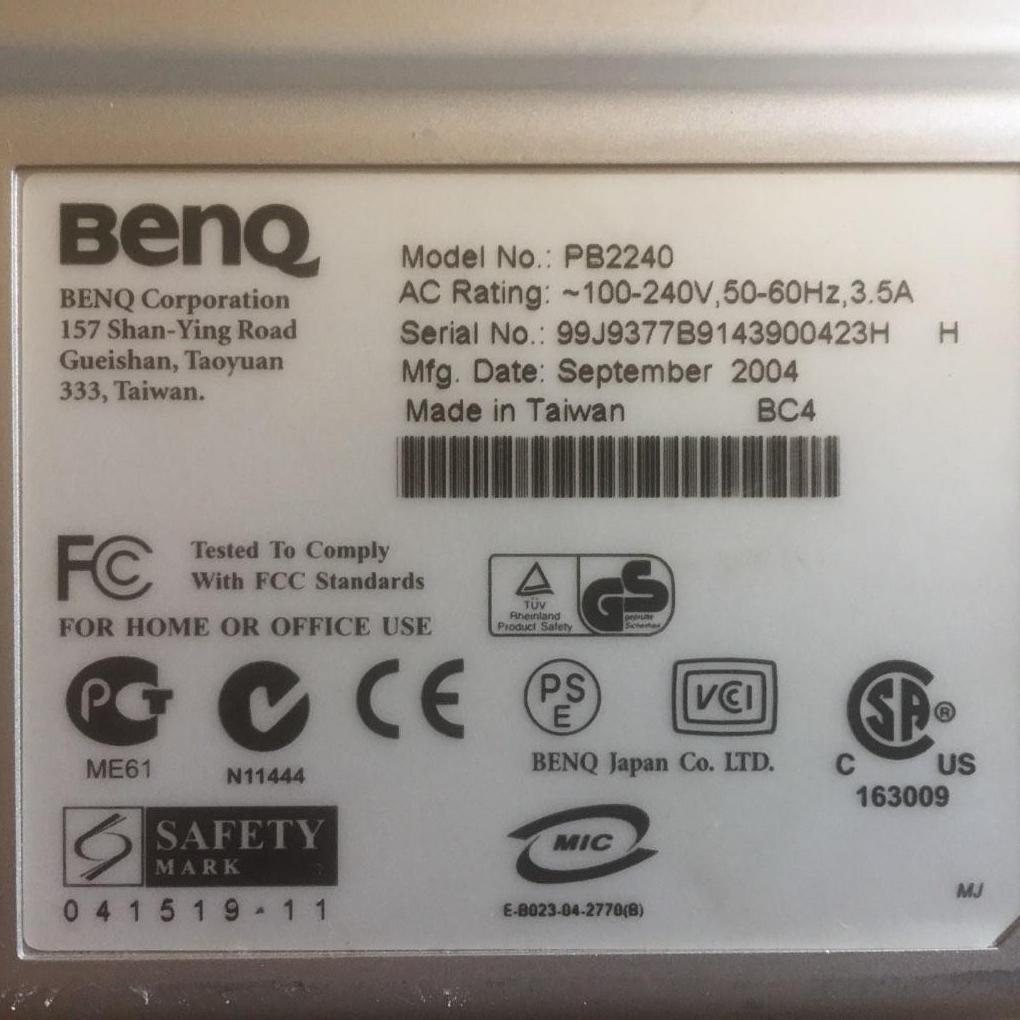 BenQ
BENQ Corporation
157 Shan-Ying Road
Gueishan, Taoyuan
333, Taiwan.
Model No.: PB2240
AC Rating: ~100-240V,50-60Hz,3.5A
Serial No.: 99J9377B9143900423H H
Mfg. Date: September 2004
Made in Taiwan BC4
FC Tested To Comply
With FCC Standards
FOR HOME OR OFFICE USE
TÜV
Rheinland
Product Safety
GS
geprüfte
Sicherheit
PCT
ME61
N11444
CE
PS
E
VCI
BENQ Japan Co. LTD.
SA®
C US
163009
SAFETY
MARK
041519-11
MIC
E-B023-04-2770(B)
MJ